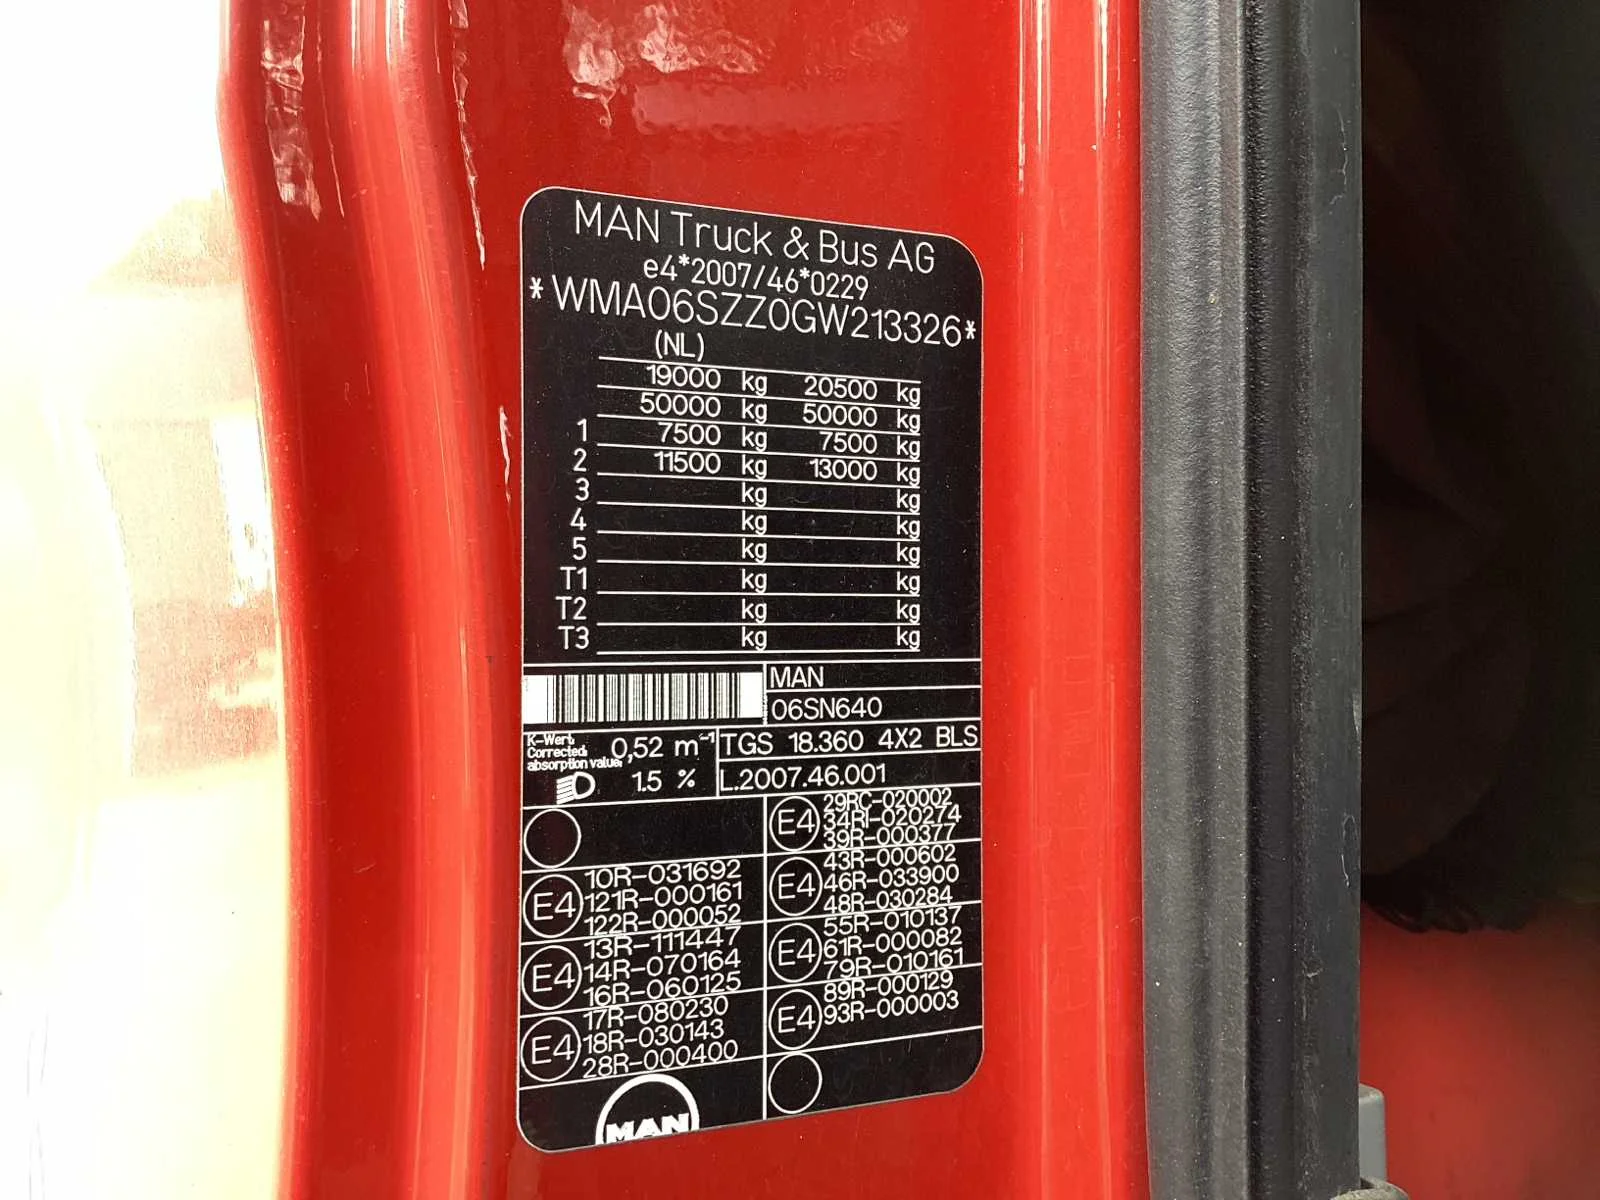 MAN Truck & Bus AG
e4*2007/46*0229
*WMA06SZZ0GW213326*
(NL)
19000 kg 20500 kg
50000 kg 50000 kg
1 7500 kg 7500 kg
2 11500 kg 13000 kg
3 kg kg
4 kg kg
5 kg kg
T1 kg kg
T2 kg kg
T3 kg kg
MAN
06SN640
K-Wert
Corrected
absorption value:
0,52 m⁻¹
1.5 %
TGS 18.360 4X2 BLS
L.2007.46.001
E4
10R-031692
121R-000161
122R-000052
E4
13R-111447
14R-070164
16R-060125
E4
17R-080230
18R-030143
28R-000400
MAN
E4
29RC-020002
34RI-020274
39R-000377
E4
43R-000602
46R-033900
48R-030284
E4
55R-010137
61R-000082
79R-010161
E4
89R-000129
93R-000003